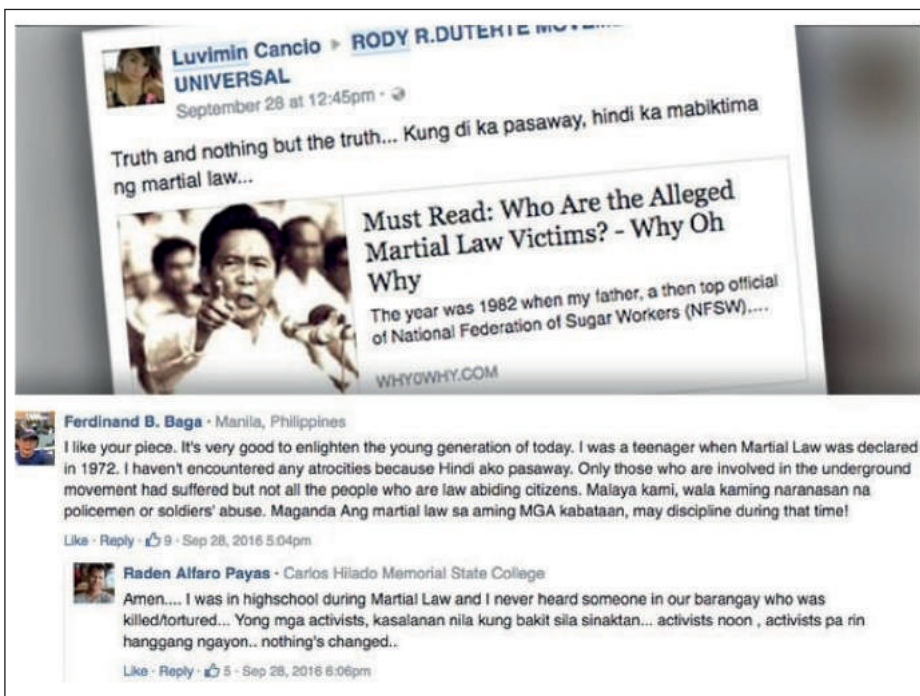 Luvimin Cancio ▸ RODY R.DUTERTE
UNIVERSAL
September 28 at 12:45pm ·
Truth and nothing but the truth... Kung di ka pasaway, hindi ka mabiktima
ng martial law...
Must Read: Who Are the Alleged
Martial Law Victims? - Why Oh
Why
The year was 1982 when my father, a then top official
of National Federation of Sugar Workers (NFSW)....
WHYOWHY.COM
Ferdinand B. Baga · Manila, Philippines
I like your piece. It's very good to enlighten the young generation of today. I was a teenager when Martial Law was declared
in 1972. I haven't encountered any atrocities because Hindi ako pasaway. Only those who are involved in the underground
movement had suffered but not all the people who are law abiding citizens. Malaya kami, wala kaming naranasan na
policemen or soldiers' abuse. Maganda Ang martial law sa aming MGA kabataan, may discipline during that time!
Like · Reply · 9 · Sep 28, 2016 5:04pm
Raden Alfaro Payas · Carlos Hilado Memorial State College
Amen.... I was in highschool during Martial Law and I never heard someone in our barangay who was
killed/tortured... Yong mga activists, kasalanan nila kung bakit sila sinaktan... activists noon , activists pa rin
hanggang ngayon.. nothing's changed..
Like · Reply · 5 · Sep 28, 2016 6:06pm